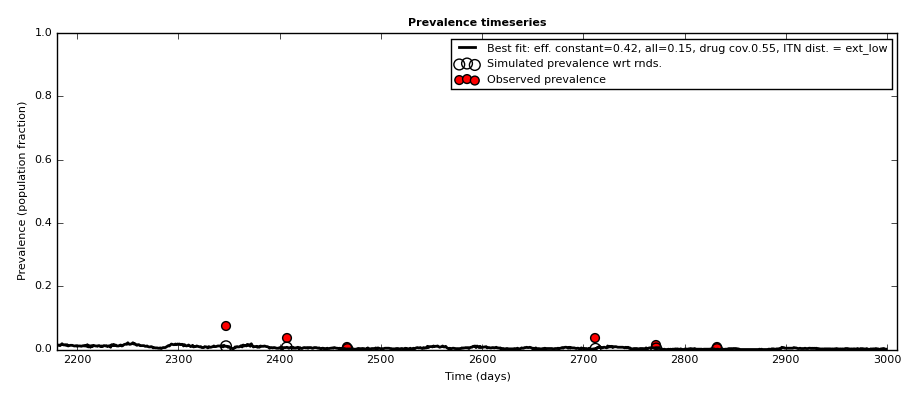 Prevalence timeseries
Best fit: eff. constant=0.42, all=0.15, drug cov.0.55, ITN dist. = ext_low
Simulated prevalence wrt rnds.
Observed prevalence
Prevalence (population fraction)
1.0
0.8
0.6
0.4
0.2
0.0
2200 2300 2400 2500 2600 2700 2800 2900 3000
Time (days)